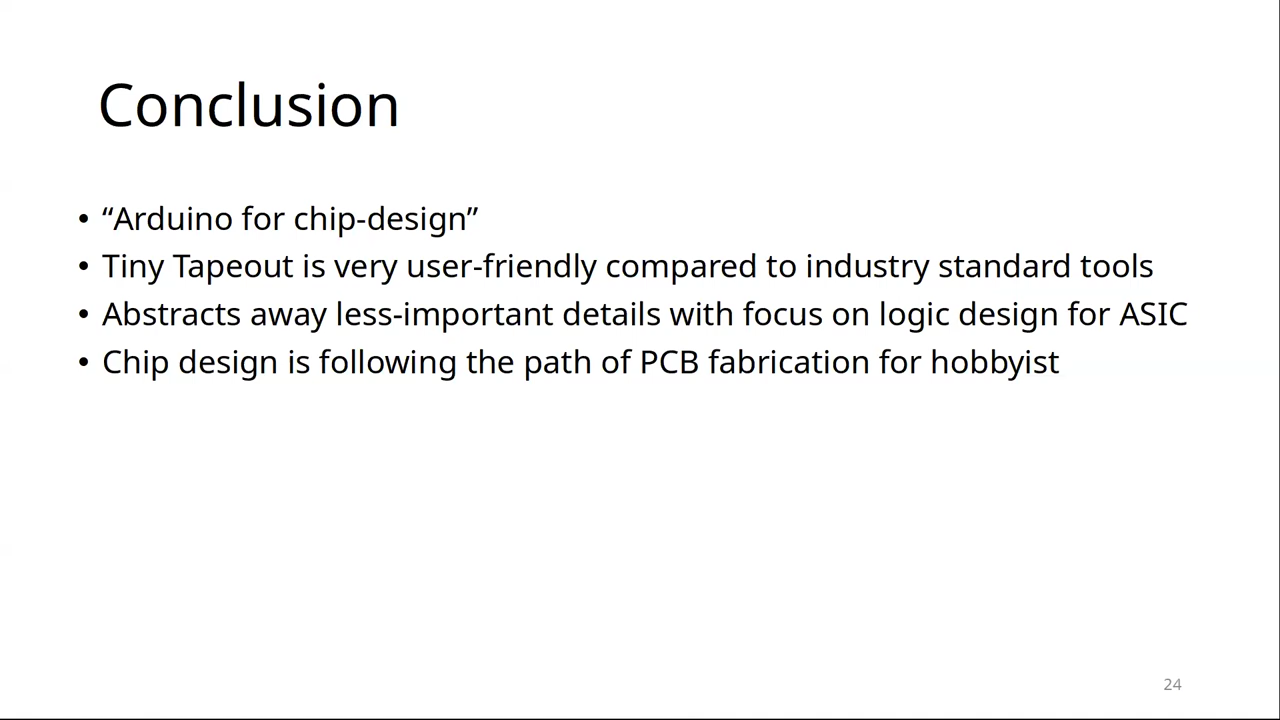 Conclusion
• “Arduino for chip-design”
• Tiny Tapeout is very user-friendly compared to industry standard tools
• Abstracts away less-important details with focus on logic design for ASIC
• Chip design is following the path of PCB fabrication for hobbyist
24